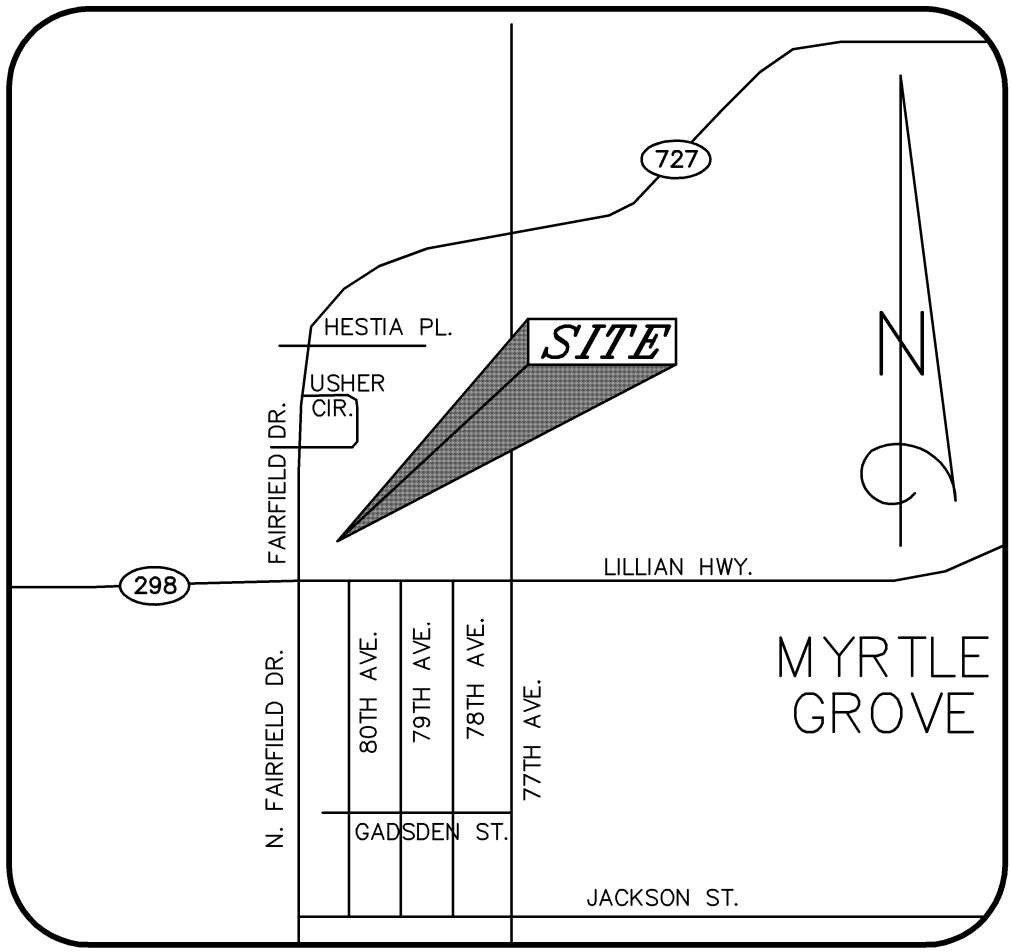 727
HESTIA PL.
SITE
N
USHER
CIR.
FAIRFIELD DR.
LILLIAN HWY.
298
MYRTLE
GROVE
N. FAIRFIELD DR.
80TH AVE.
79TH AVE.
78TH AVE.
77TH AVE.
GADSDEN ST.
JACKSON ST.